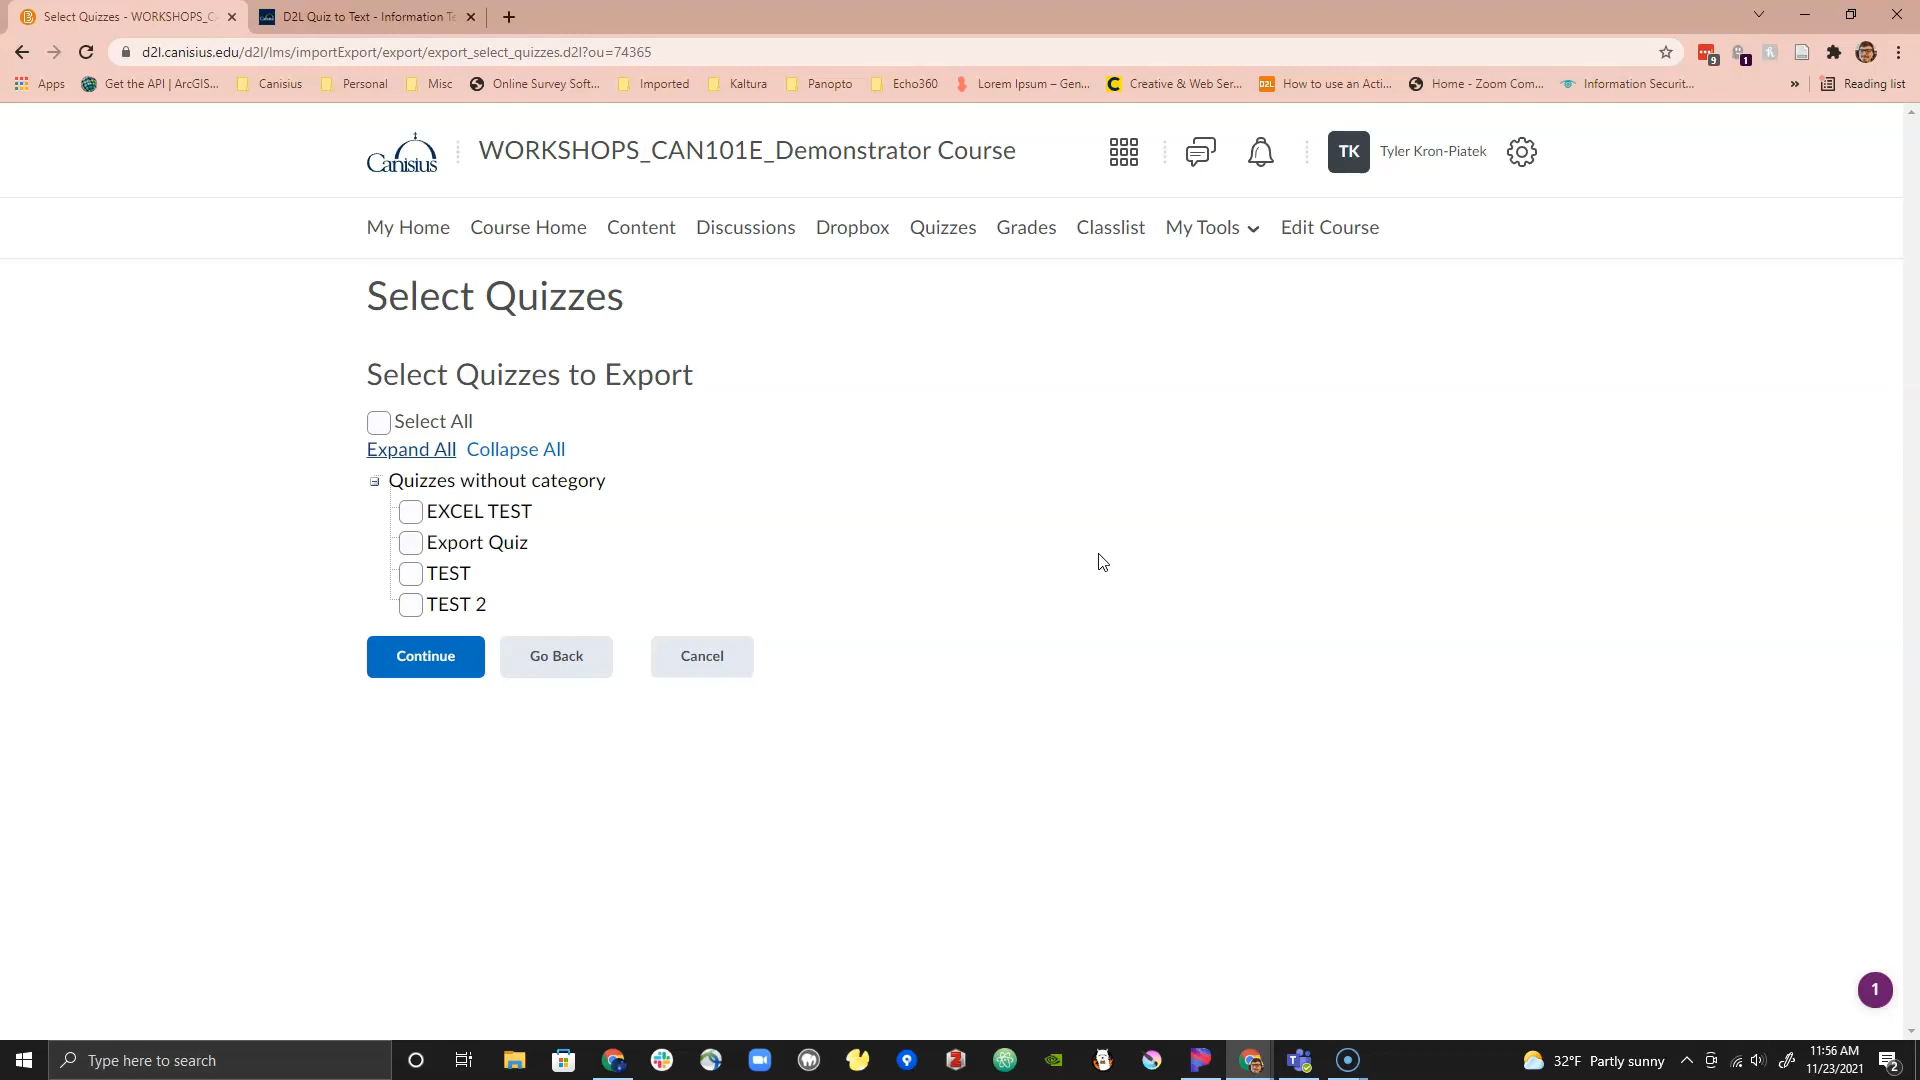 Select Quizzes - WORKSHOPS_C
D2L Quiz to Text - Information Te
d2l.canisius.edu/d2l/lms/importExport/export/export_select_quizzes.d2l?ou=74365
9
1
Apps
Get the API | ArcGIS...
Canisius
Personal
Misc
Online Survey Soft...
Imported
Kaltura
Panopto
Echo360
Lorem Ipsum – Gen...
Creative & Web Ser...
D2L
How to use an Acti...
Home - Zoom Com...
Information Securit...
»
Reading list
Canisius
WORKSHOPS_CAN101E_Demonstrator Course
TK
Tyler Kron-Piatek
My Home
Course Home
Content
Discussions
Dropbox
Quizzes
Grades
Classlist
My Tools
Edit Course
Select Quizzes
Select Quizzes to Export
Select All
Expand All
Collapse All
Quizzes without category
EXCEL TEST
Export Quiz
TEST
TEST 2
Continue
Go Back
Cancel
1
Type here to search
32°F Partly sunny
11:56 AM
11/23/2021
2